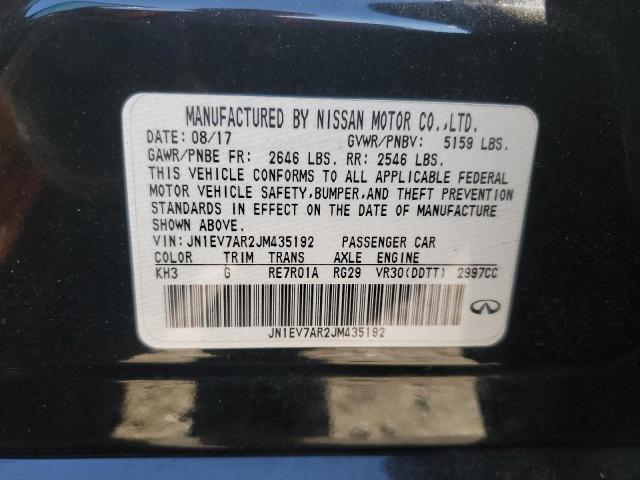 MANUFACTURED BY NISSAN MOTOR CO.,LTD.
DATE: 08/17 GVWR/PNBV: 5159 LBS.
GAWR/PNBE FR: 2646 LBS. RR: 2546 LBS.
THIS VEHICLE CONFORMS TO ALL APPLICABLE FEDERAL
MOTOR VEHICLE SAFETY,BUMPER,AND THEFT PREVENTION
STANDARDS IN EFFECT ON THE DATE OF MANUFACTURE
SHOWN ABOVE.
VIN: JN1EV7AR2JM435192 PASSENGER CAR
COLOR TRIM TRANS AXLE ENGINE
KH3 G RE7R01A RG29 VR30(DDTT) 2997CC
JN1EV7AR2JM435192